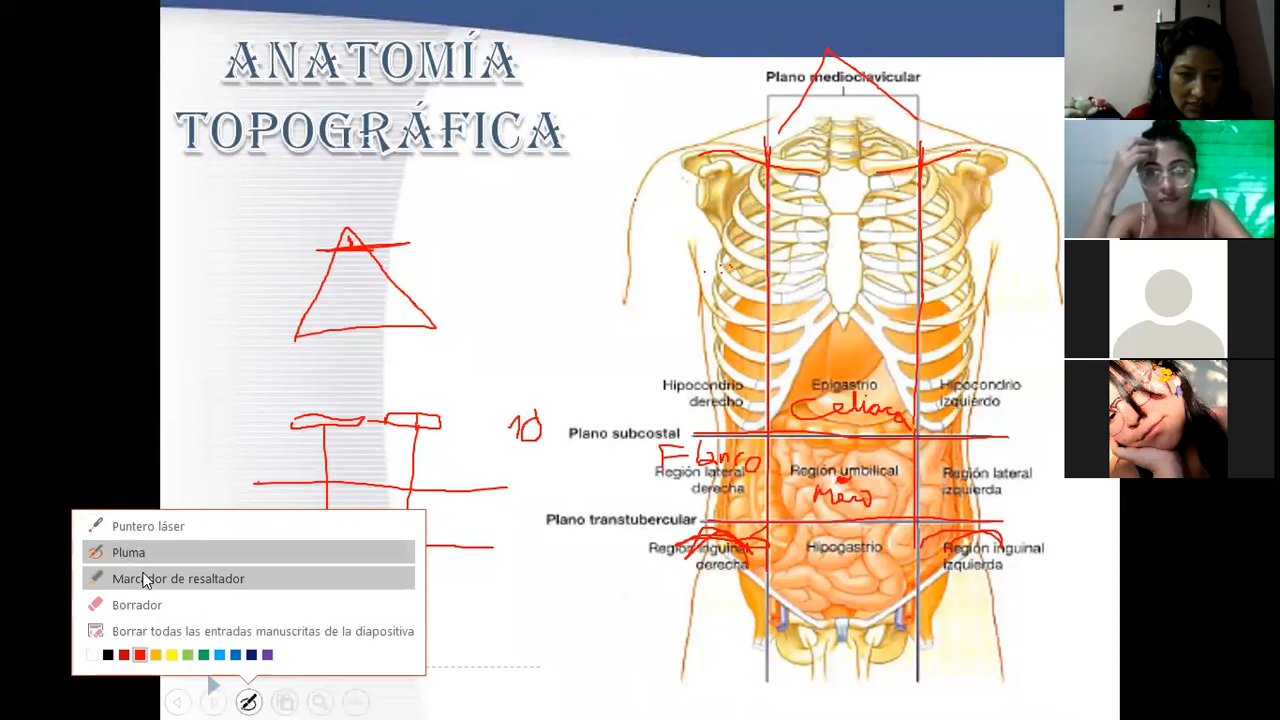 ANATOMÍA
TOPOGRÁFICA
Plano medioclavicular
Hipocondrio
derecho
Epigastrio
Hipocondrio
izquierdo
Celiaca
Plano subcostal
Flanco
Región lateral
derecha
Región umbilical
Región lateral
izquierda
Meso
Plano transtubercular
Región inguinal
derecha
Hipogastrio
Región inguinal
izquierda
10
Puntero láser
Pluma
Marcador de resaltador
Borrador
Borrar todas las entradas manuscritas de la diapositiva